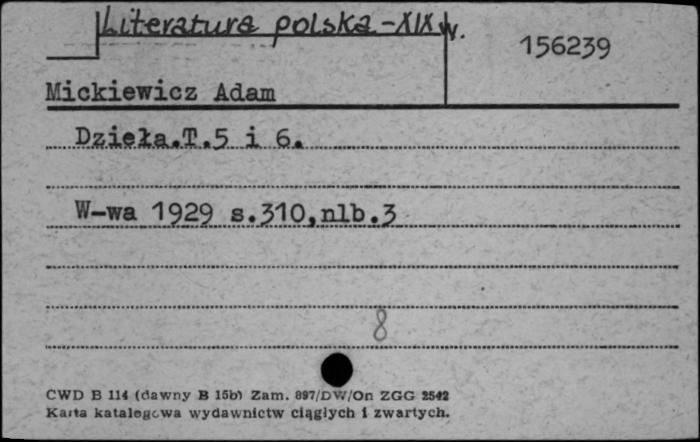 Literatura polska - XIX w.
156239
Mickiewicz Adam
Dzieła.T.5 i 6.
W-wa 1929 s.310,nlb.3
8
CWD B 114 (dawny B 15b) Zam. 897/DW/On ZGG 2542
Karta katalogowa wydawnictw ciągłych i zwartych.